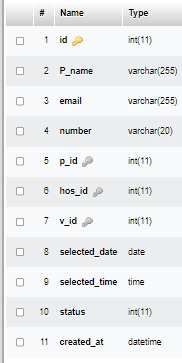 # Name Type
1 id int(11)
2 P_name varchar(255)
3 email varchar(255)
4 number varchar(20)
5 p_id int(11)
6 hos_id int(11)
7 v_id int(11)
8 selected_date date
9 selected_time time
10 status int(11)
11 created_at datetime